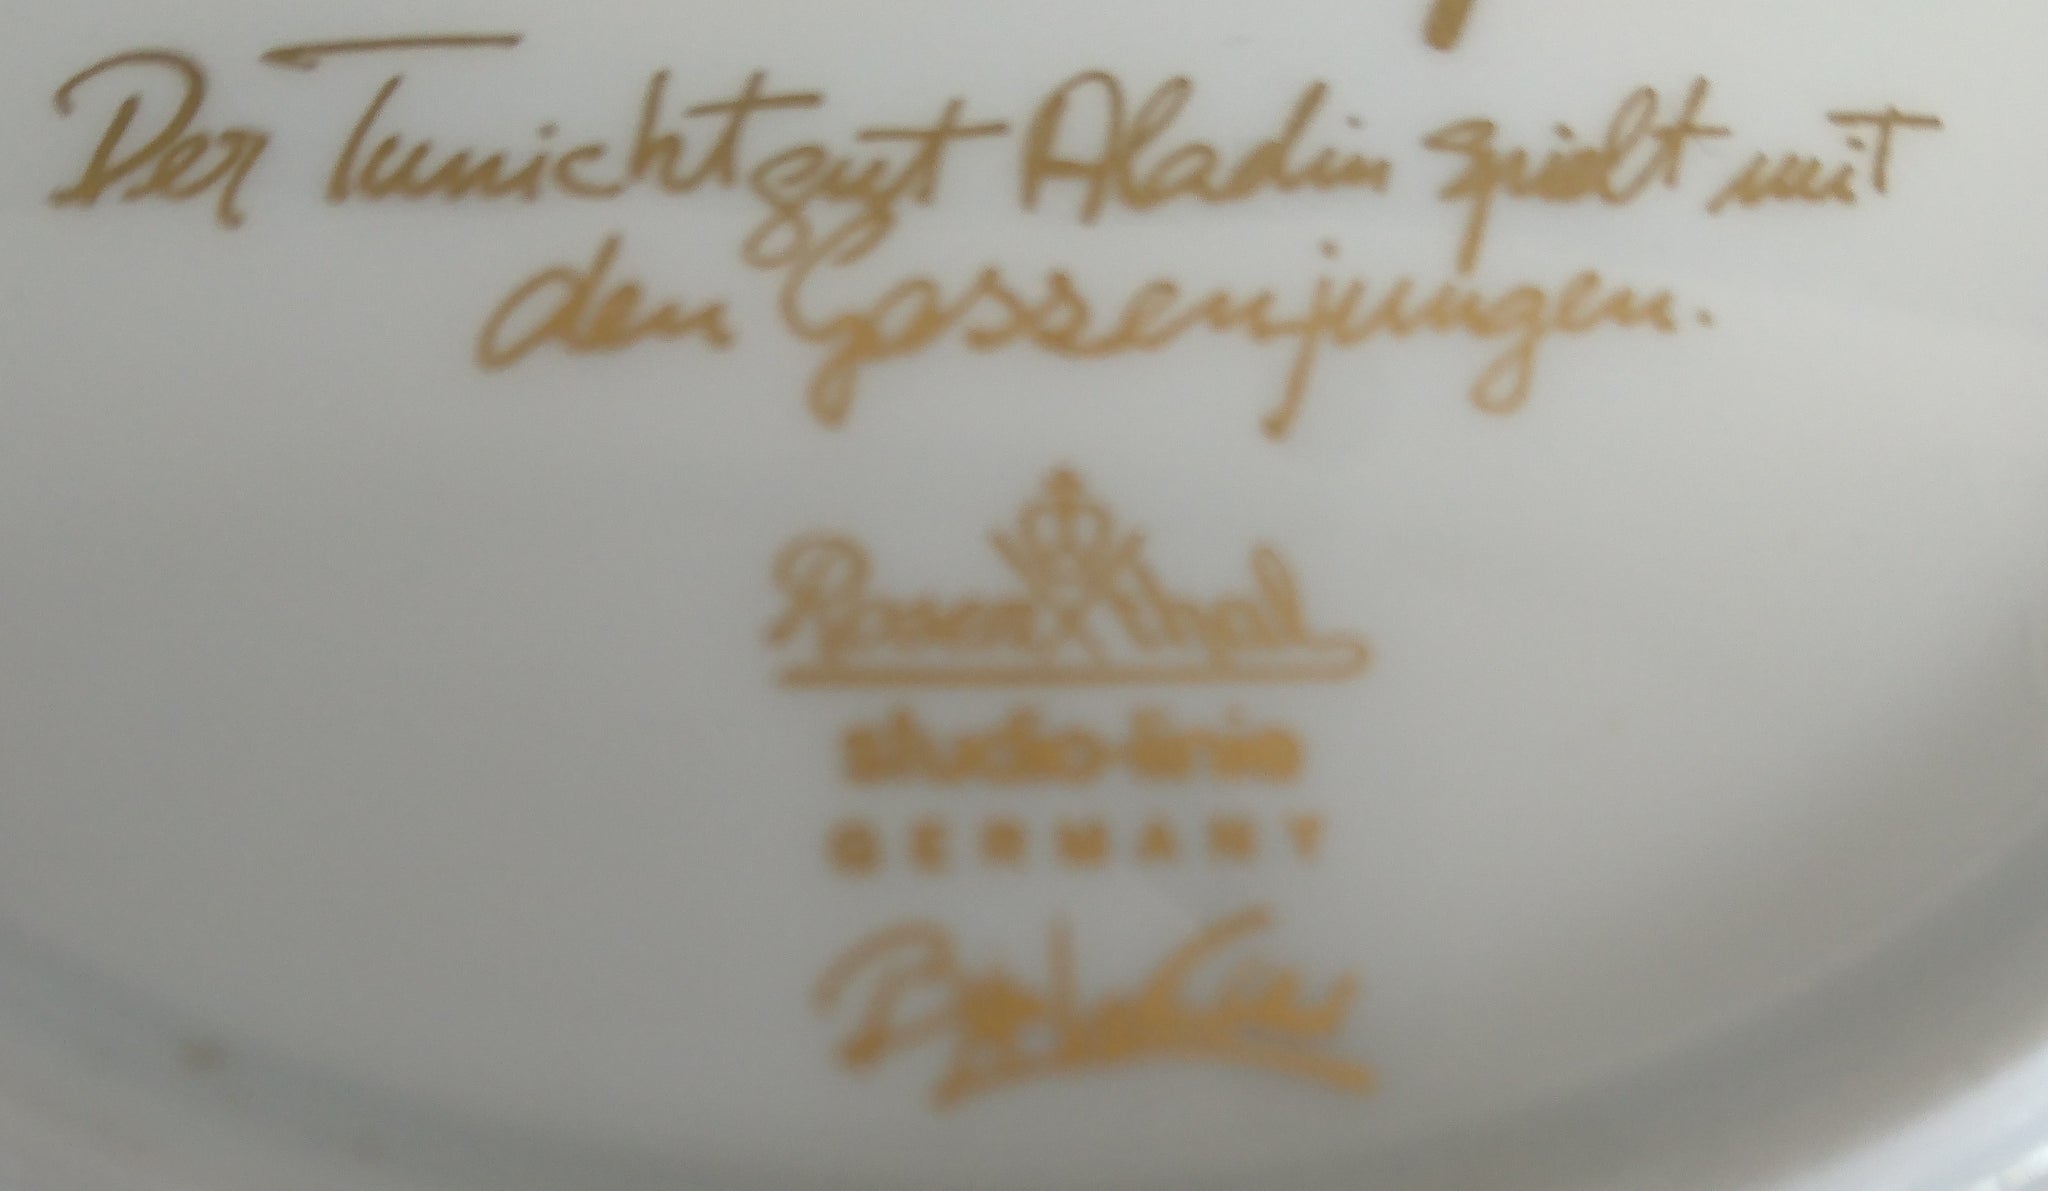 Der Tunichtgut Aladin spielt mit
den Gassenjungen.
Rosenthal
studio-linie
GERMANY